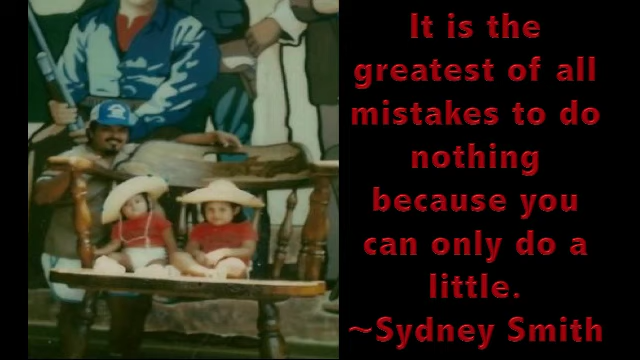 It is the
greatest of all
mistakes to do
nothing
because you
can only do a
little.
~Sydney Smith